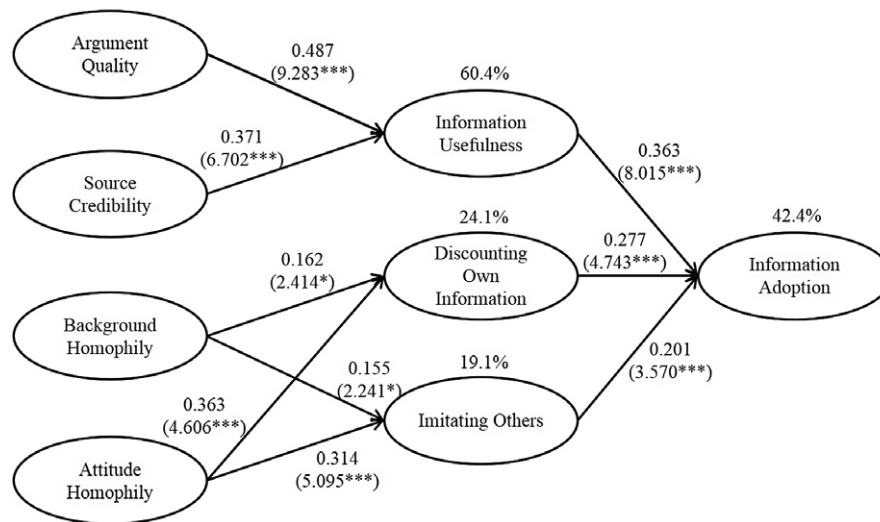 Argument
Quality
0.487
(9.283***)
60.4%
Information
Usefulness
0.371
(6.702***)
Source
Credibility
0.363
(8.015***)
24.1%
Discounting
Own
Information
0.277
(4.743***)
42.4%
Information
Adoption
0.162
(2.414*)
Background
Homophily
0.155
(2.241*)
19.1%
Imitating Others
0.201
(3.570***)
0.363
(4.606***)
0.314
(5.095***)
Attitude
Homophily